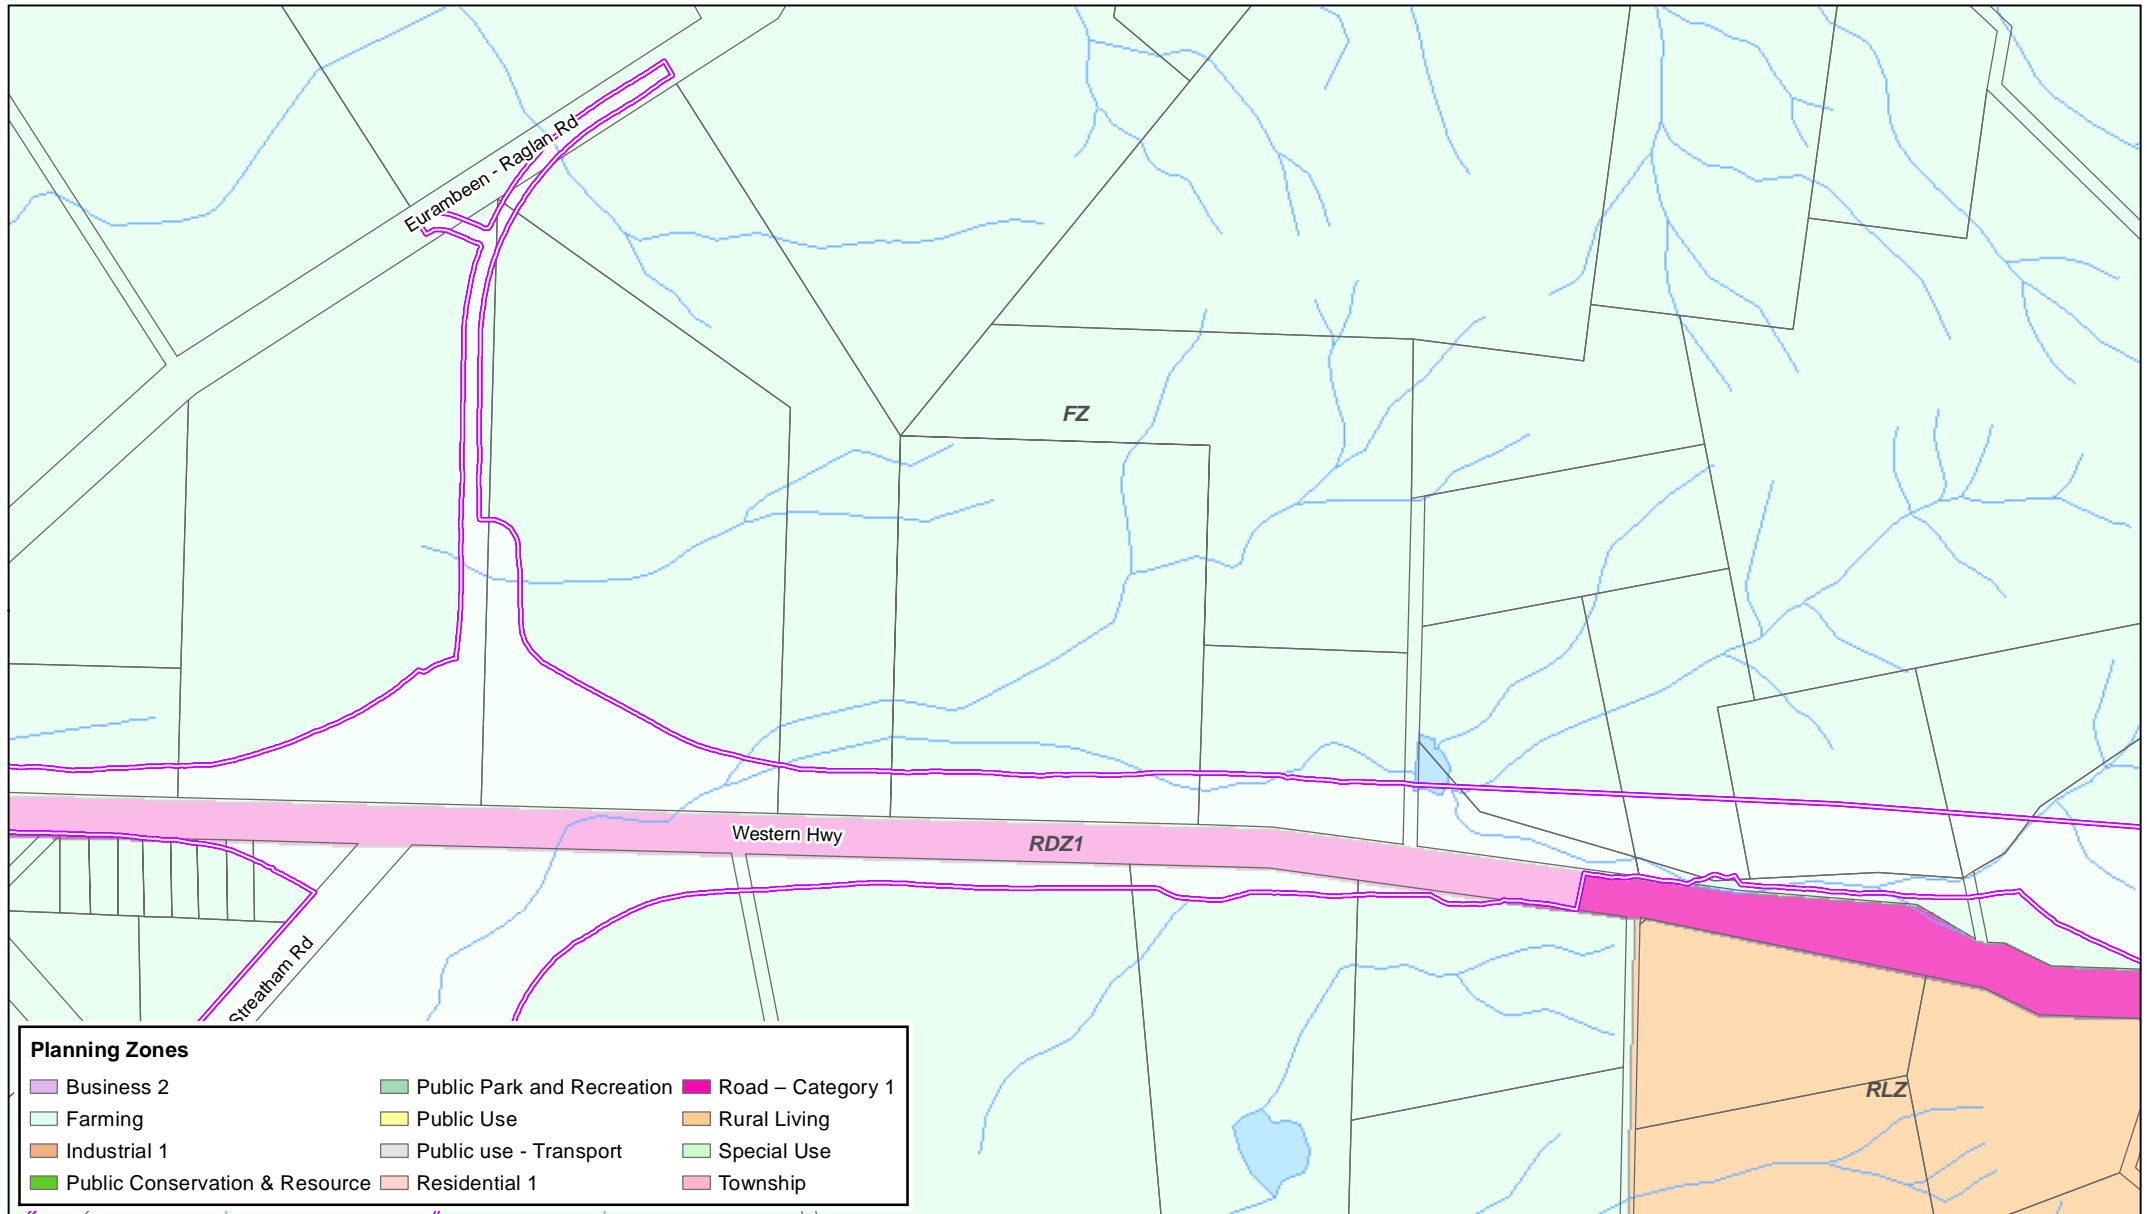 Eurambeen - Raglan Rd
FZ
Western Hwy
RDZ1
Streatham Rd
RLZ
Planning Zones
Business 2
Farming
Industrial 1
Public Conservation & Resource
Public Park and Recreation
Public Use
Public use - Transport
Residential 1
Road – Category 1
Rural Living
Special Use
Township